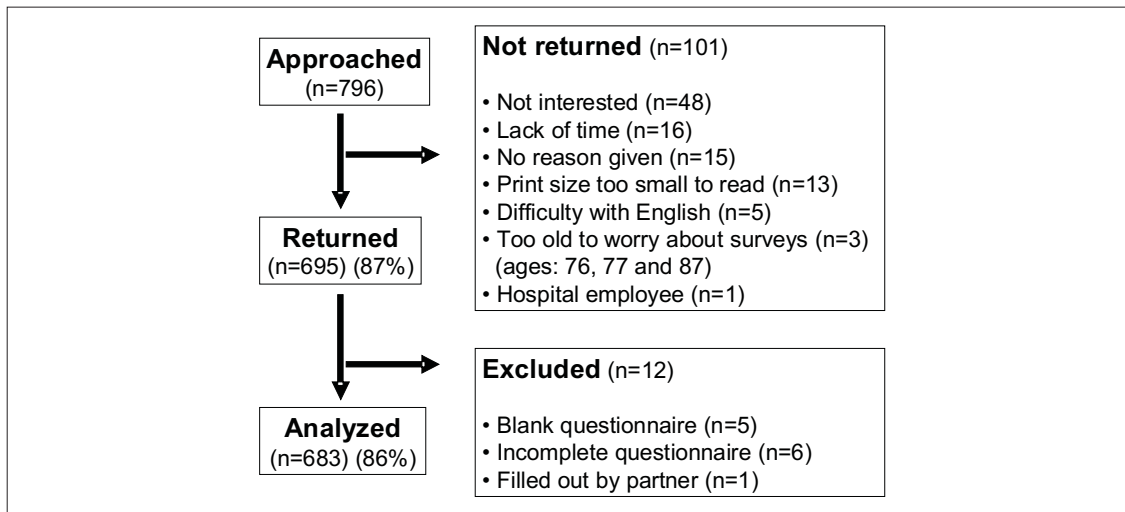 Approached
(n=796)
Not returned (n=101)
• Not interested (n=48)
• Lack of time (n=16)
• No reason given (n=15)
• Print size too small to read (n=13)
• Difficulty with English (n=5)
• Too old to worry about surveys (n=3)
(ages: 76, 77 and 87)
• Hospital employee (n=1)
Returned
(n=695) (87%)
Excluded (n=12)
• Blank questionnaire (n=5)
• Incomplete questionnaire (n=6)
• Filled out by partner (n=1)
Analyzed
(n=683) (86%)